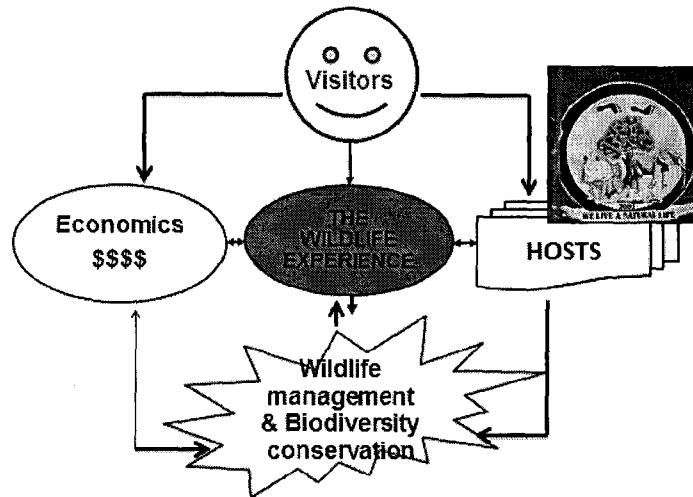 Visitors
Economics
$$$$
THE
WILDLIFE
EXPERIENCE
HOSTS
WE LIVE A NATURAL LIFE
Wildlife
management
& Biodiversity
conservation